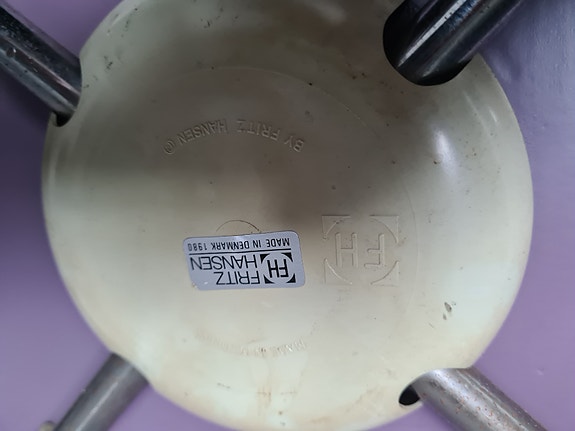 BY FRITZ HANSEN ©
FH
FH FRITZ
HANSEN
MADE IN DENMARK 1980